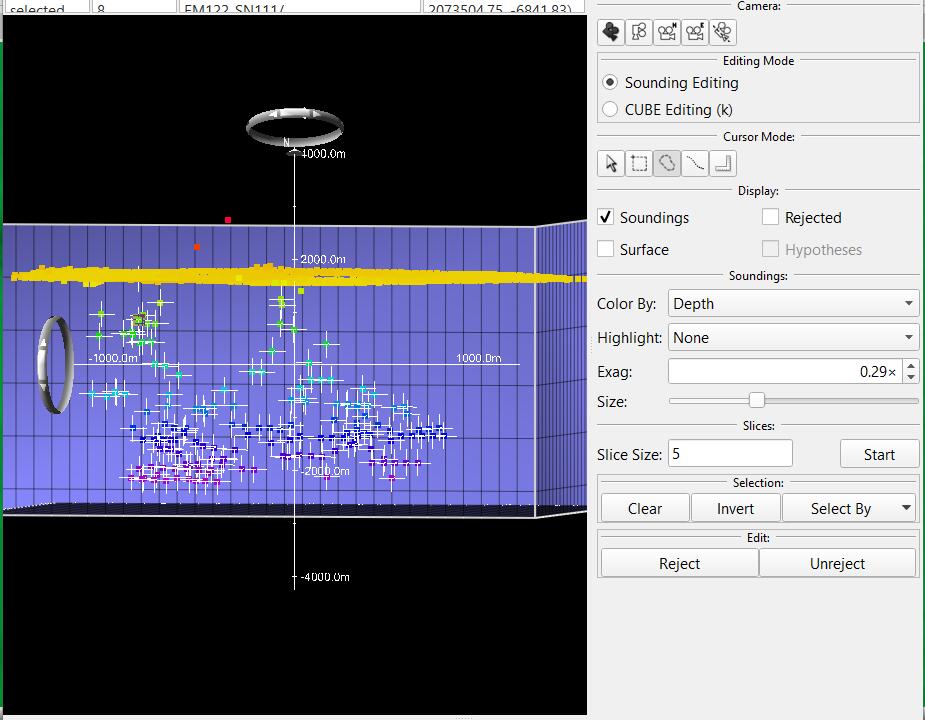 selected 8 EM122_SN111/ 2073504.75, -6841.83)
Camera:
Editing Mode
Sounding Editing
CUBE Editing (k)
Cursor Mode:
Display:
Soundings Rejected
Surface Hypotheses
Soundings:
Color By: Depth
Highlight: None
Exag: 0.29×
Size:
Slices:
Slice Size: 5 Start
Selection:
Clear Invert Select By
Edit:
Reject Unreject
N
4000.0m
2000.0m
-1000.0m 1000.0m
-2000.0m
-4000.0m